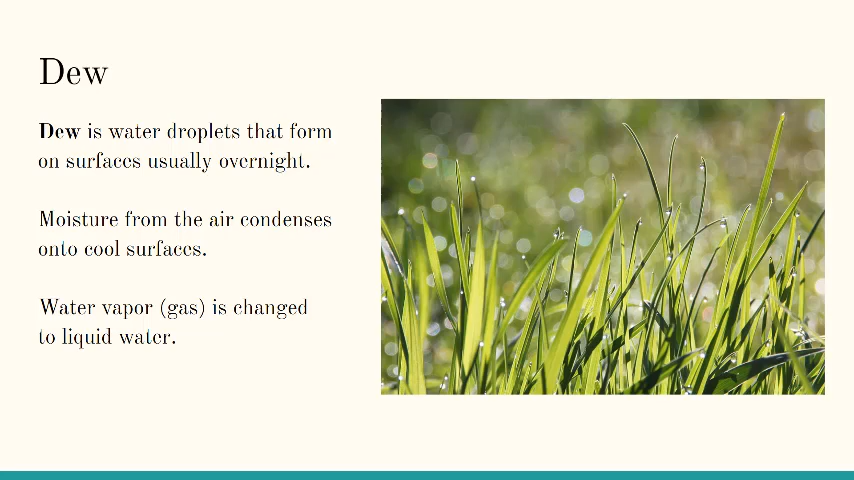 Dew
Dew is water droplets that form
on surfaces usually overnight.
Moisture from the air condenses
onto cool surfaces.
Water vapor (gas) is changed
to liquid water.